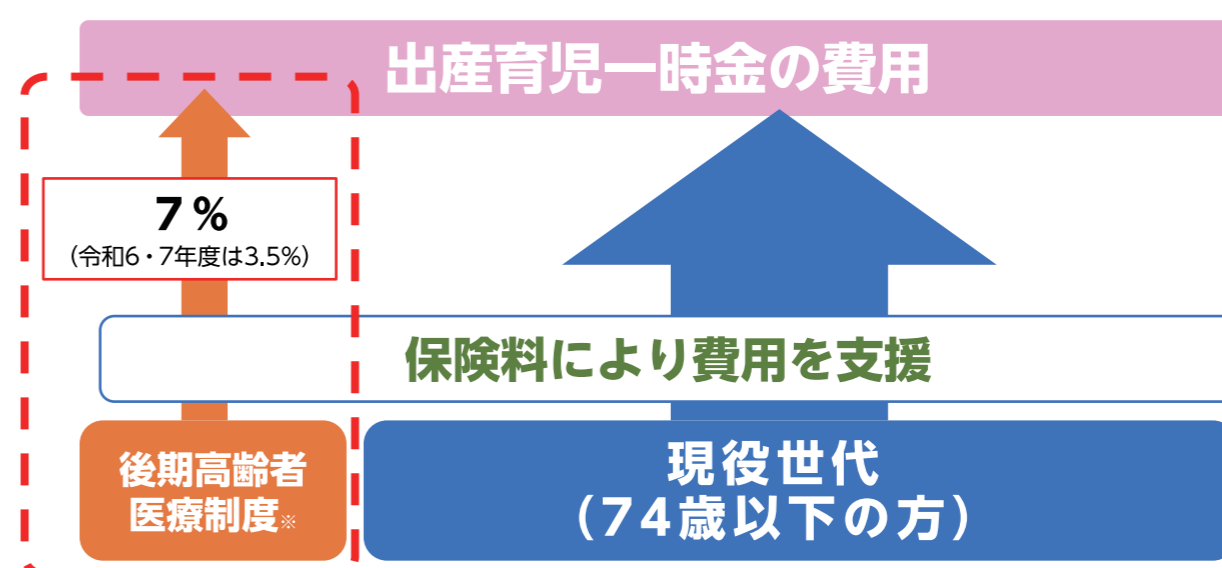 出産育児一時金の費用
7%
(令和6・7年度は3.5%)
保険料により費用を支援
後期高齢者
医療制度※
現役世代
(74歳以下の方)